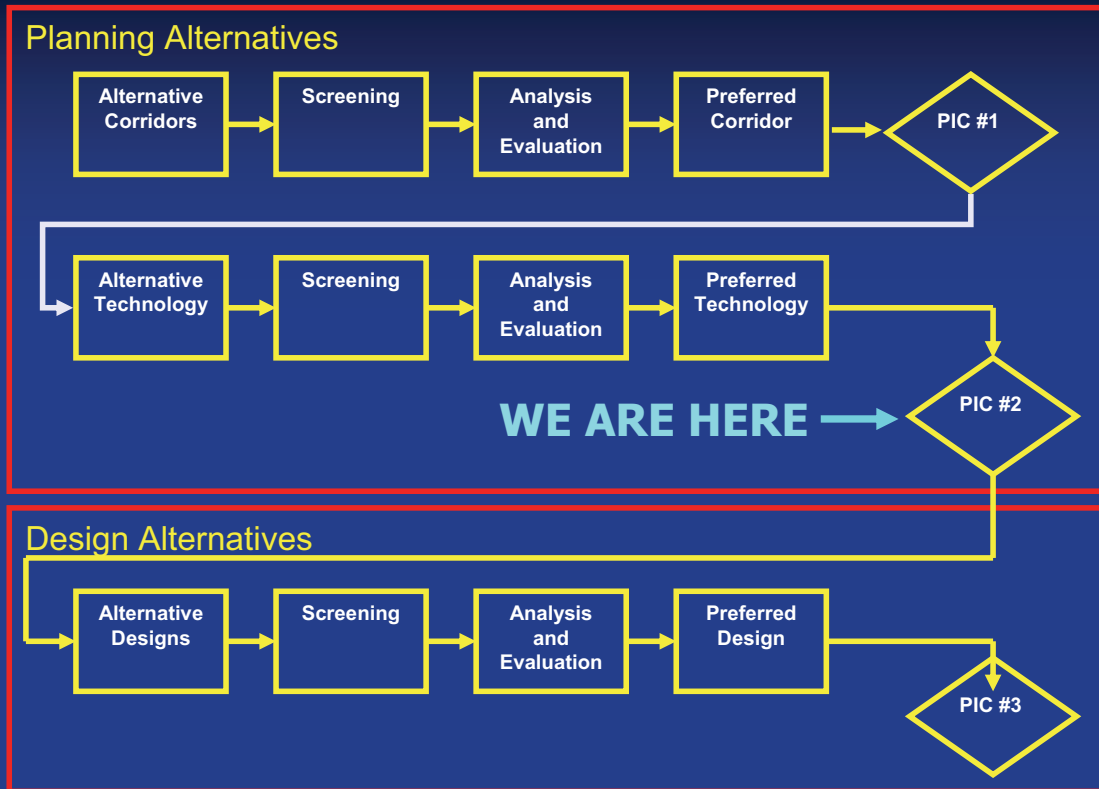 Planning Alternatives
Alternative
Corridors
Screening
Analysis
and
Evaluation
Preferred
Corridor
PIC #1
Alternative
Technology
Screening
Analysis
and
Evaluation
Preferred
Technology
PIC #2
WE ARE HERE
Design Alternatives
Alternative
Designs
Screening
Analysis
and
Evaluation
Preferred
Design
PIC #3